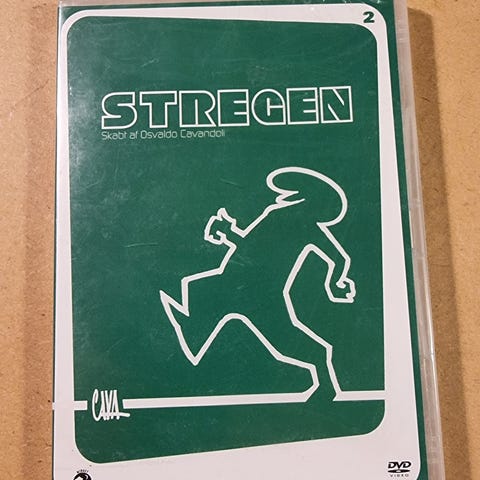 2
STREGEN
Skabt af Osvaldo Cavandoli
CAVA
DVD
VIDEO